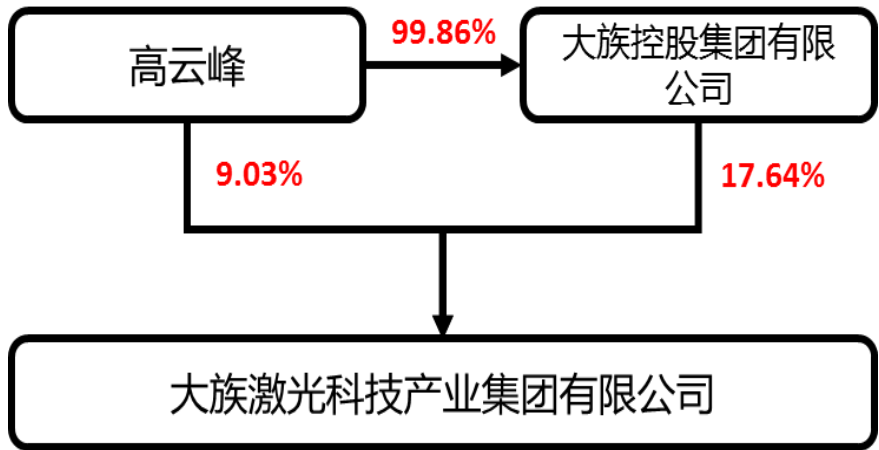 高云峰
99.86%
大族控股集团有限
公司
9.03%
17.64%
大族激光科技产业集团有限公司